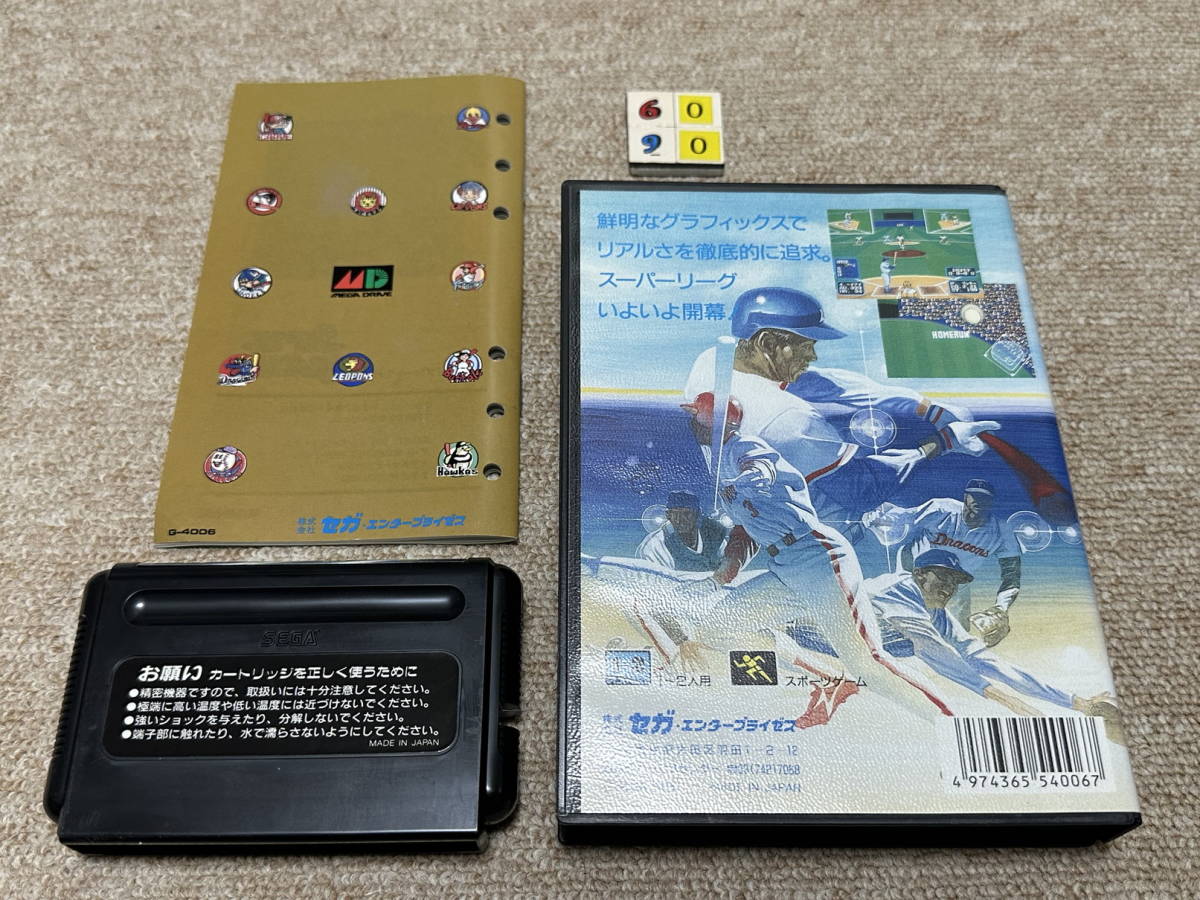 6 0
9 0
MEGA DRIVE
Dragons
LEOPONS
Hawks
G-4006
株式会社 セガ・エンタープライゼス
SEGA
お願い カートリッジを正しく使うために
●精密機器ですので、取扱いには十分注意してください。
●極端に高い温度や低い温度には近づけないでください。
●強いショックを与えたり、分解しないでください。
●端子部に触れたり、水で濡らさないようにしてください。
MADE IN JAPAN
鮮明なグラフィックスで
リアルさを徹底的に追求。
スーパーリーグ
いよいよ開幕。
HOMERUN
Dragons
1~2人用
スポーツゲーム
株式 セガ・エンタープライゼス
大田区羽田1-2-12
MADE IN JAPAN
4 974365 540067